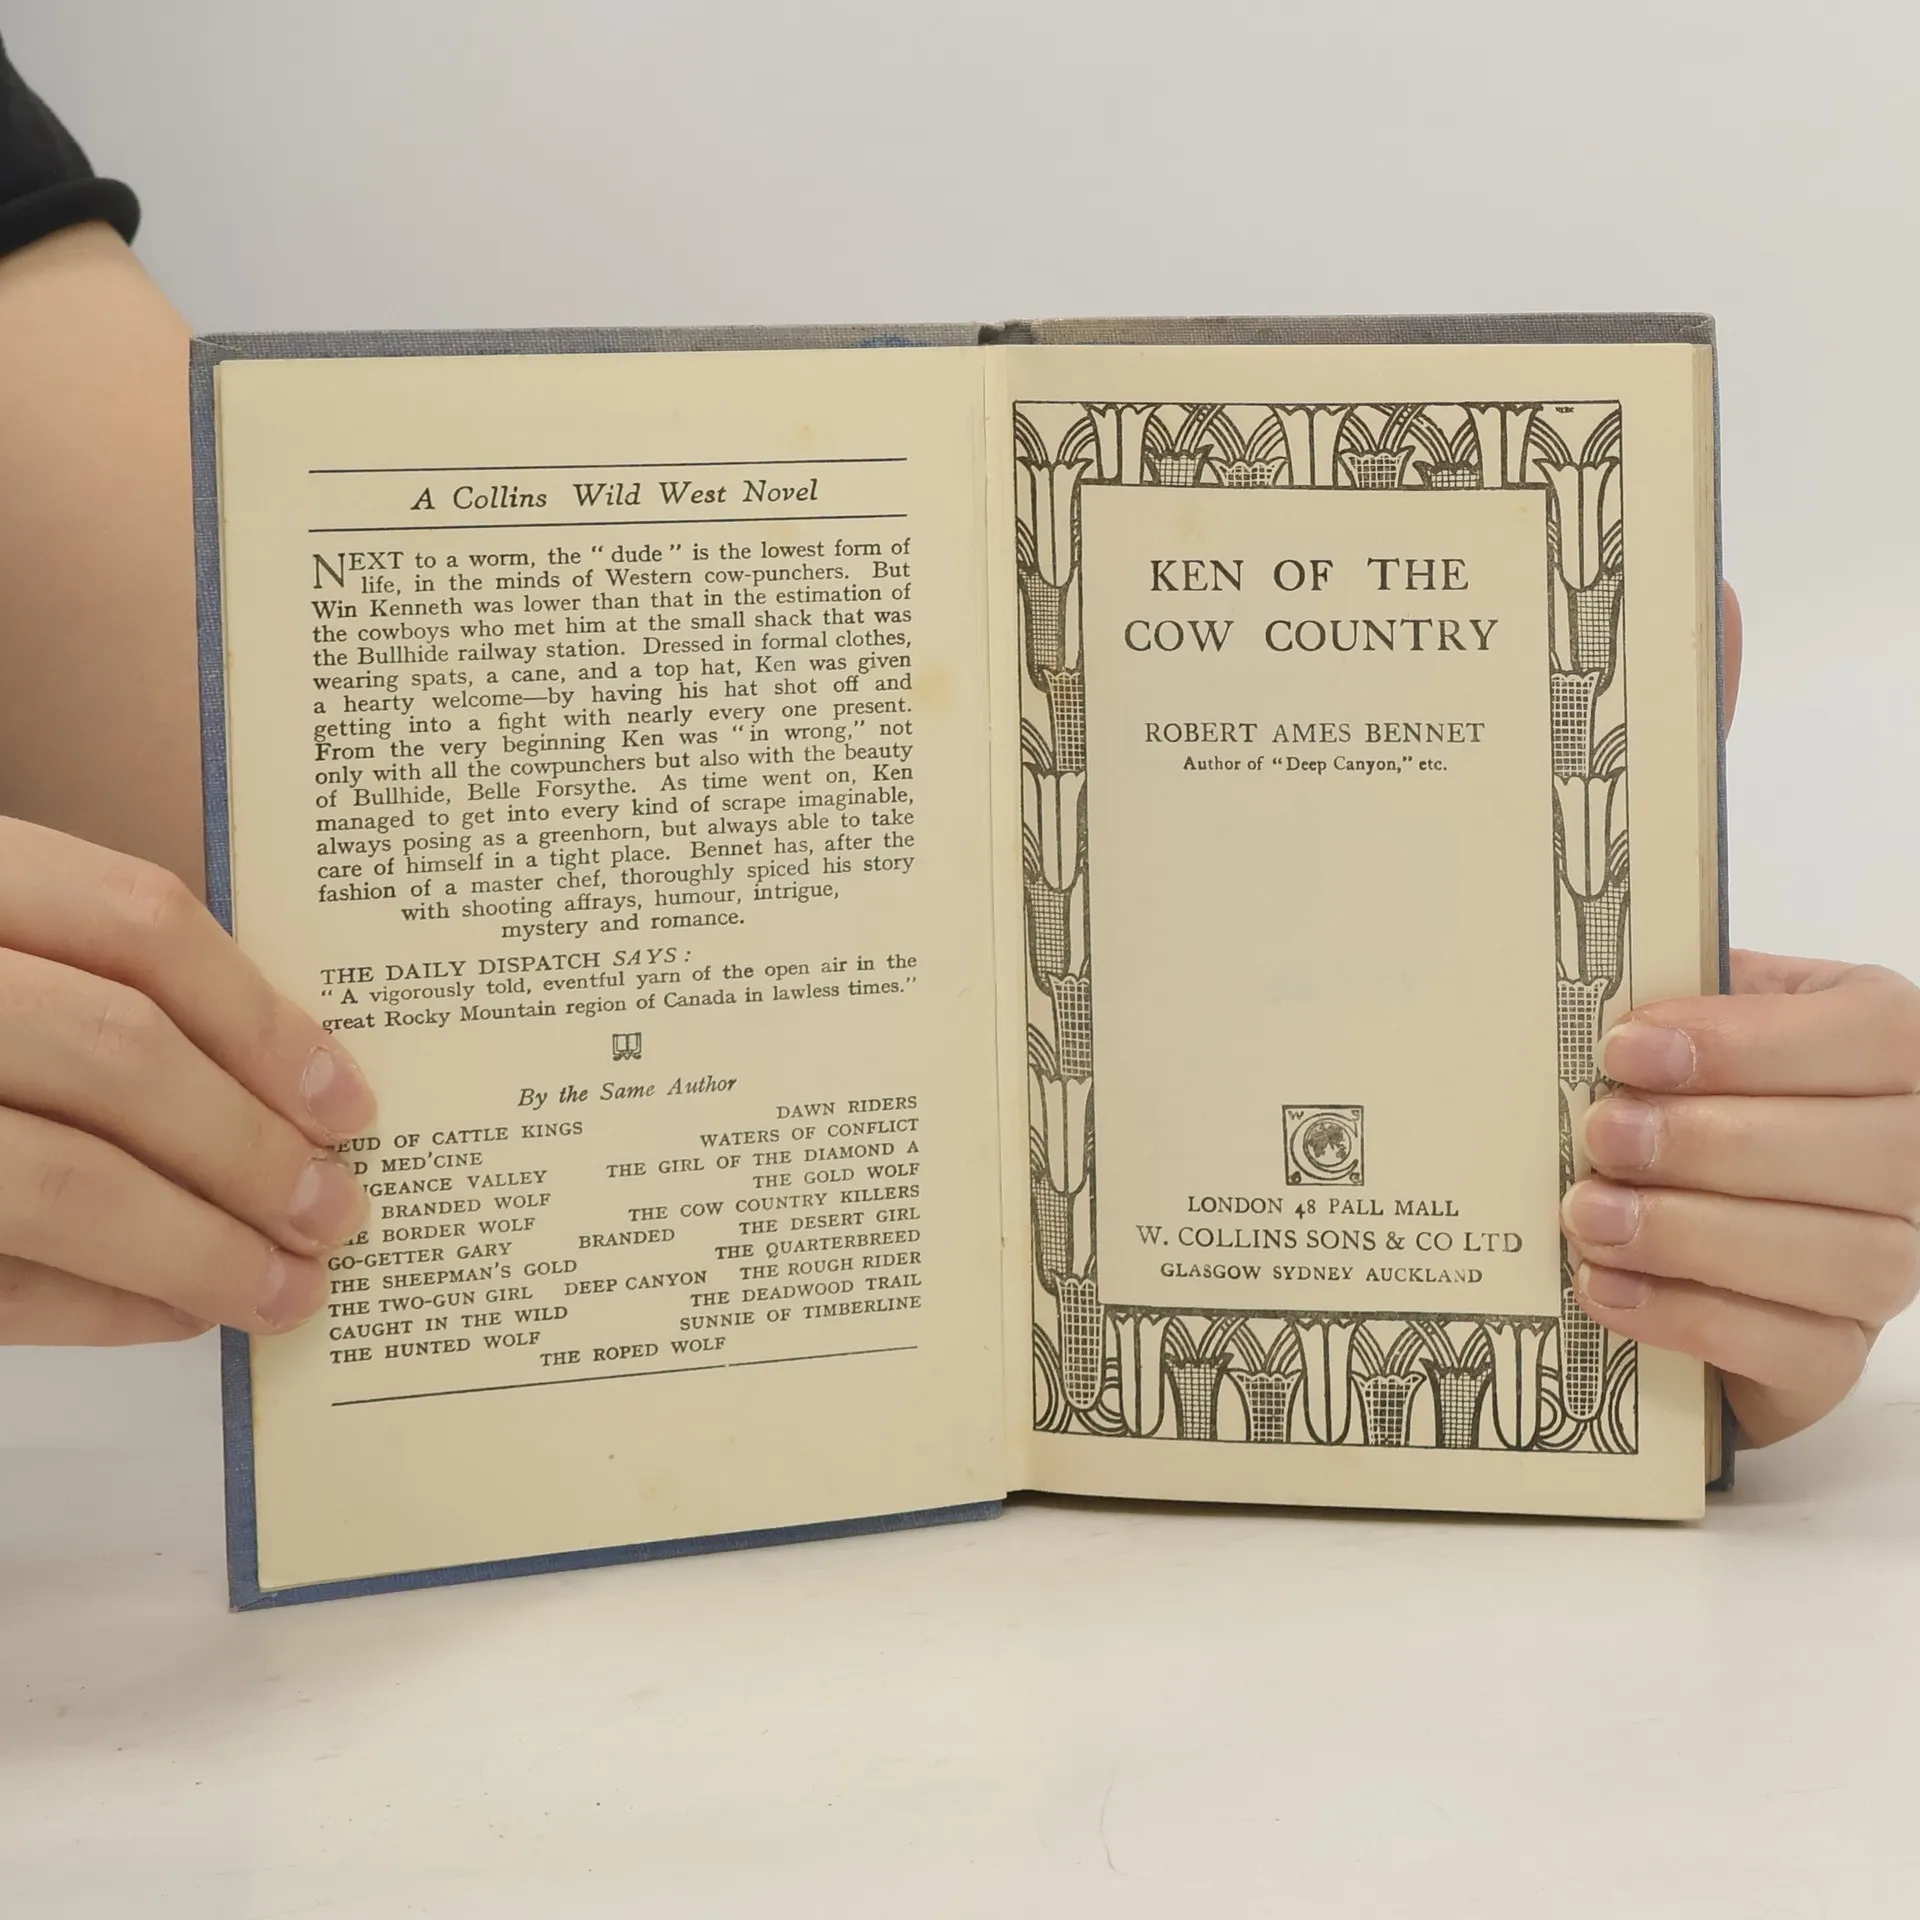 A Collins Wild West Novel
NEXT to a worm, the “ dude ” is the lowest form of
life, in the minds of Western cow-punchers. But
Win Kenneth was lower than that in the estimation of
the cowboys who met him at the small shack that was
the Bullhide railway station. Dressed in formal clothes,
wearing spats, a cane, and a top hat, Ken was given
a hearty welcome—by having his hat shot off and
getting into a fight with nearly every one present.
From the very beginning Ken was “ in wrong,” not
only with all the cowpunchers but also with the beauty
of Bullhide, Belle Forsythe. As time went on, Ken
managed to get into every kind of scrape imaginable,
always posing as a greenhorn, but always able to take
care of himself in a tight place. Bennet has, after the
fashion of a master chef, thoroughly spiced his story
with shooting affrays, humour, intrigue,
mystery and romance.
THE DAILY DISPATCH SAYS :
“ A vigorously told, eventful yarn of the open air in the
great Rocky Mountain region of Canada in lawless times.”
By the Same Author
DAWN RIDERS
OF CATTLE KINGS WATERS OF CONFLICT
MED’CINE THE GIRL OF THE DIAMOND A
VALLEY THE GOLD WOLF
BRANDED WOLF THE COW COUNTRY KILLERS
BORDER WOLF BRANDED THE DESERT GIRL
GO-GETTER GARY THE QUARTERBREED
THE SHEEPMAN’S GOLD DEEP CANYON THE ROUGH RIDER
THE TWO-GUN GIRL THE DEADWOOD TRAIL
CAUGHT IN THE WILD SUNNIE OF TIMBERLINE
THE HUNTED WOLF
THE ROPED WOLF
KEN OF THE
COW COUNTRY
ROBERT AMES BENNET
Author of “Deep Canyon,” etc.
LONDON 48 PALL MALL
W. COLLINS SONS & CO LTD
GLASGOW SYDNEY AUCKLAND